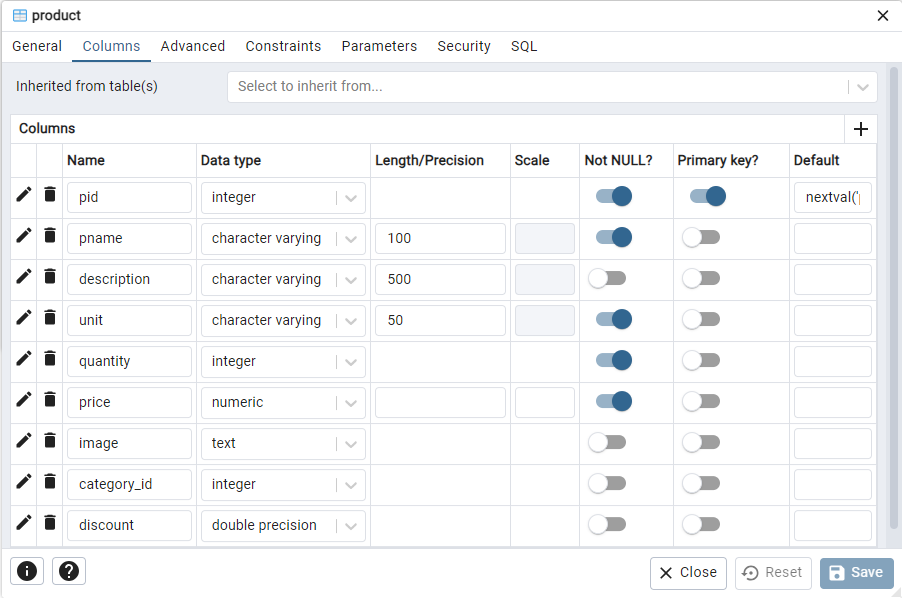 product
General Columns Advanced Constraints Parameters Security SQL
Inherited from table(s) Select to inherit from...
Columns
Name Data type Length/Precision Scale Not NULL? Primary key? Default
pid integer nextval('
pname character varying 100
description character varying 500
unit character varying 50
quantity integer
price numeric
image text
category_id integer
discount double precision
Close Reset Save